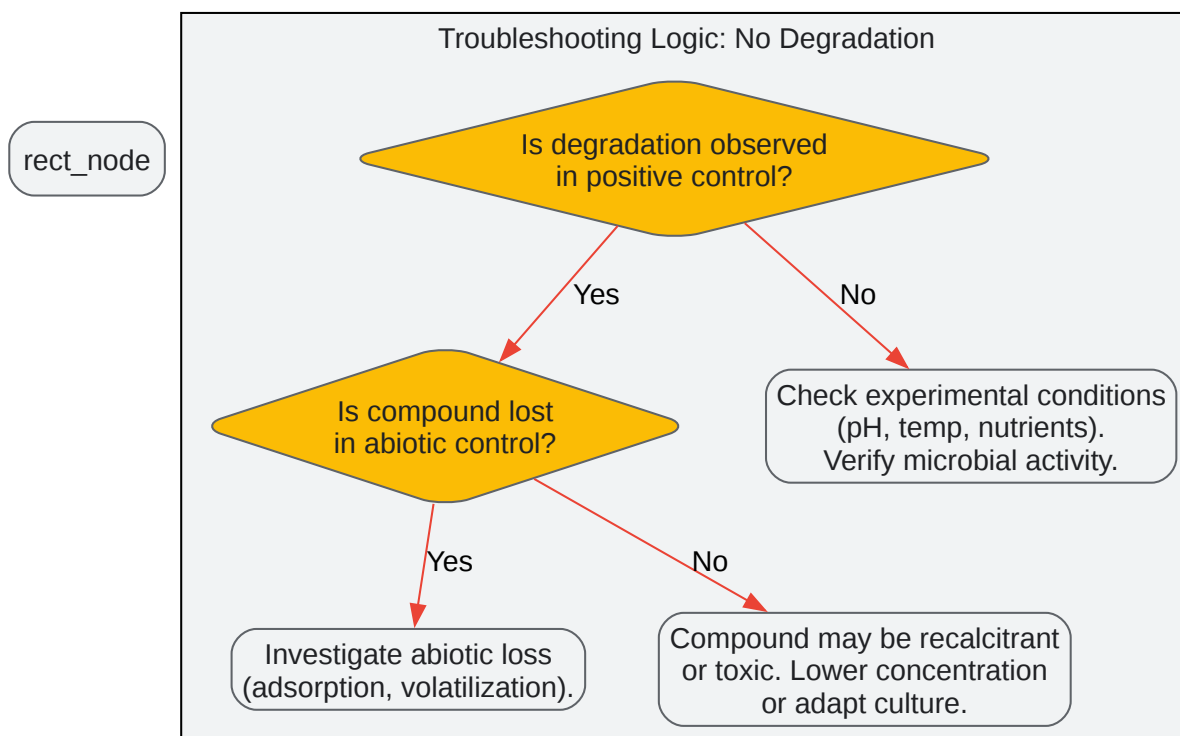 Troubleshooting Logic: No Degradation
rect_node
Is degradation observed
in positive control?
Yes
No
Is compound lost
in abiotic control?
Check experimental conditions
(pH, temp, nutrients).
Verify microbial activity.
Yes
No
Investigate abiotic loss
(adsorption, volatilization).
Compound may be recalcitrant
or toxic. Lower concentration
or adapt culture.